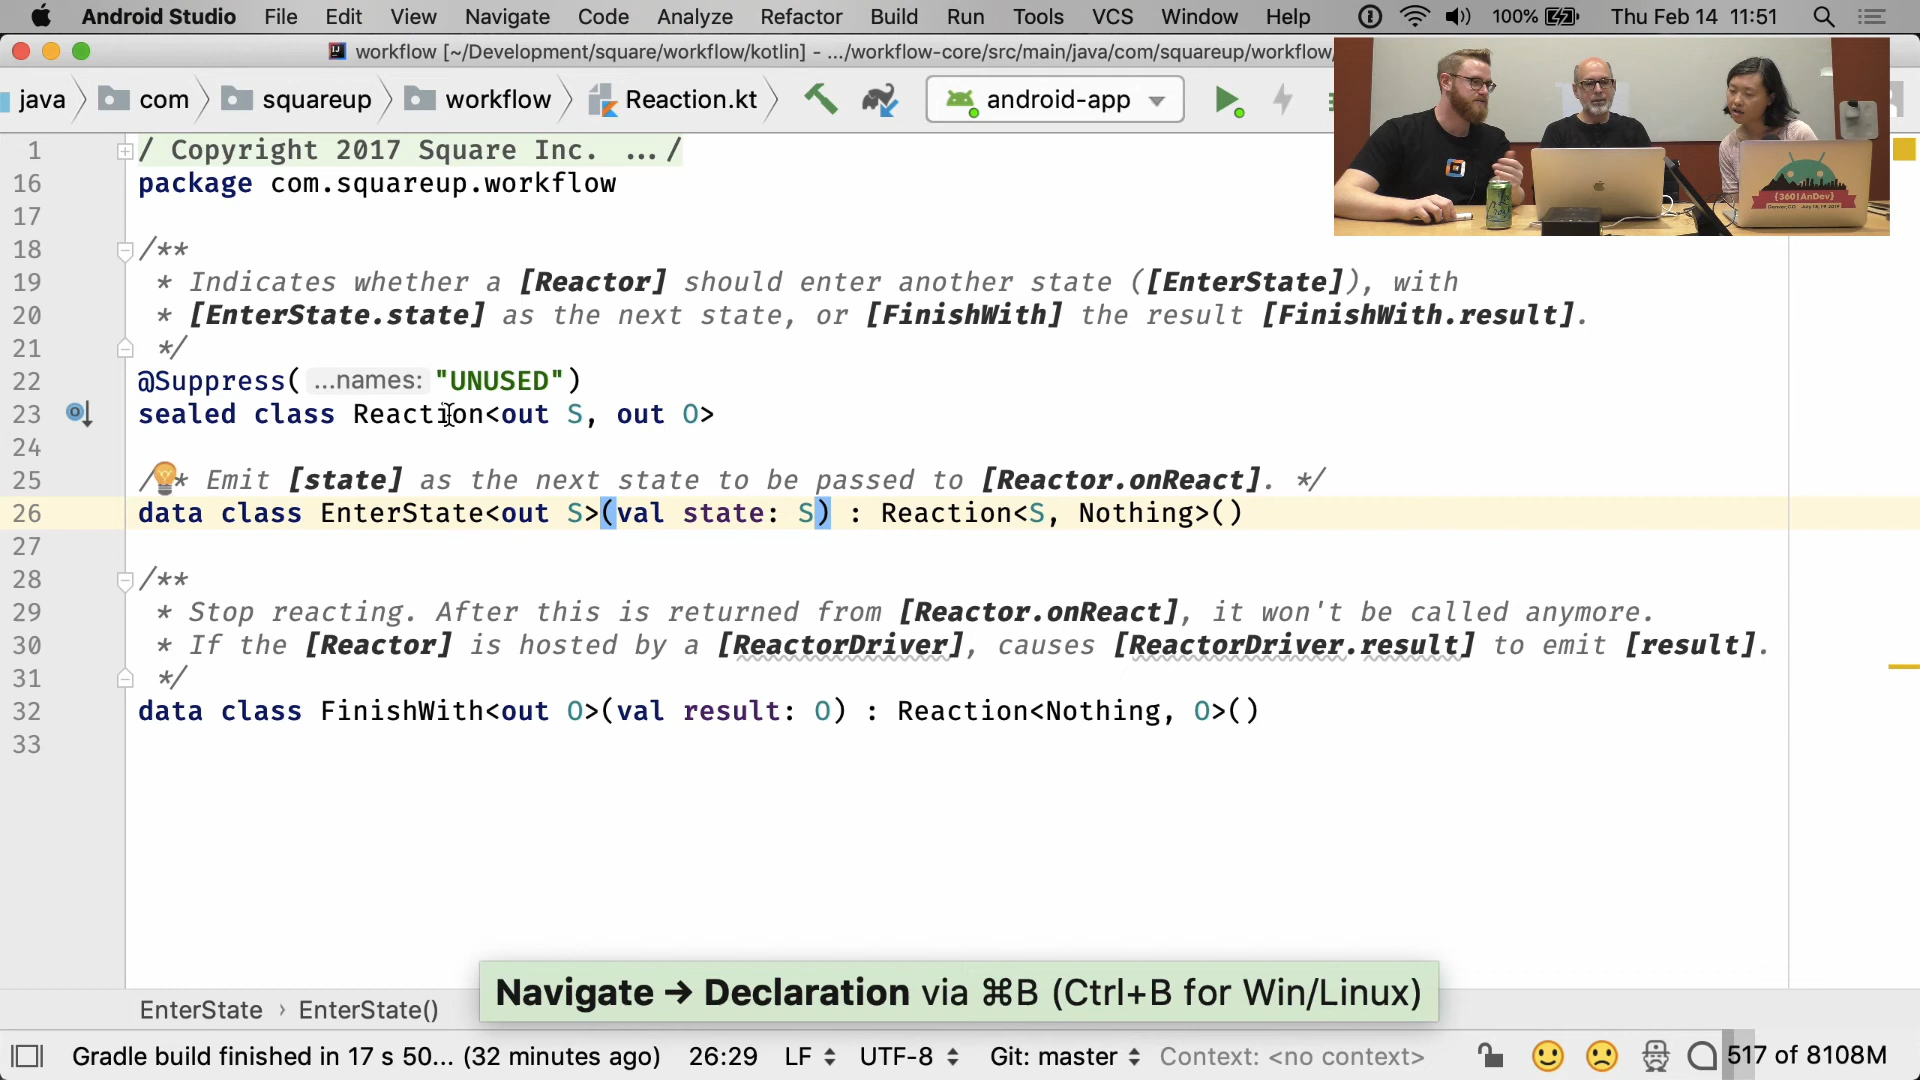 Android Studio File Edit View Navigate Code Analyze Refactor Build Run Tools VCS Window Help 100% Thu Feb 14 11:51
workflow [~/Development/square/workflow/kotlin] - .../workflow-core/src/main/java/com/squareup/workflow/
java com squareup workflow Reaction.kt android-app
1 / Copyright 2017 Square Inc. .../
16 package com.squareup.workflow
17
18 /**
19 * Indicates whether a [Reactor] should enter another state ([EnterState]), with
20 * [EnterState.state] as the next state, or [FinishWith] the result [FinishWith.result].
21 */
22 @Suppress( ...names: "UNUSED")
23 sealed class Reaction<out S, out O>
24
25 /** Emit [state] as the next state to be passed to [Reactor.onReact]. */
26 data class EnterState<out S>(val state: S) : Reaction<S, Nothing>()
27
28 /**
29 * Stop reacting. After this is returned from [Reactor.onReact], it won't be called anymore.
30 * If the [Reactor] is hosted by a [ReactorDriver], causes [ReactorDriver.result] to emit [result].
31 */
32 data class FinishWith<out O>(val result: O) : Reaction<Nothing, O>()
33
{360|AnDev}
Navigate → Declaration via ⌘B (Ctrl+B for Win/Linux)
EnterState › EnterState()
Gradle build finished in 17 s 50... (32 minutes ago) 26:29 LF UTF-8 Git: master Context: <no context> 517 of 8108M